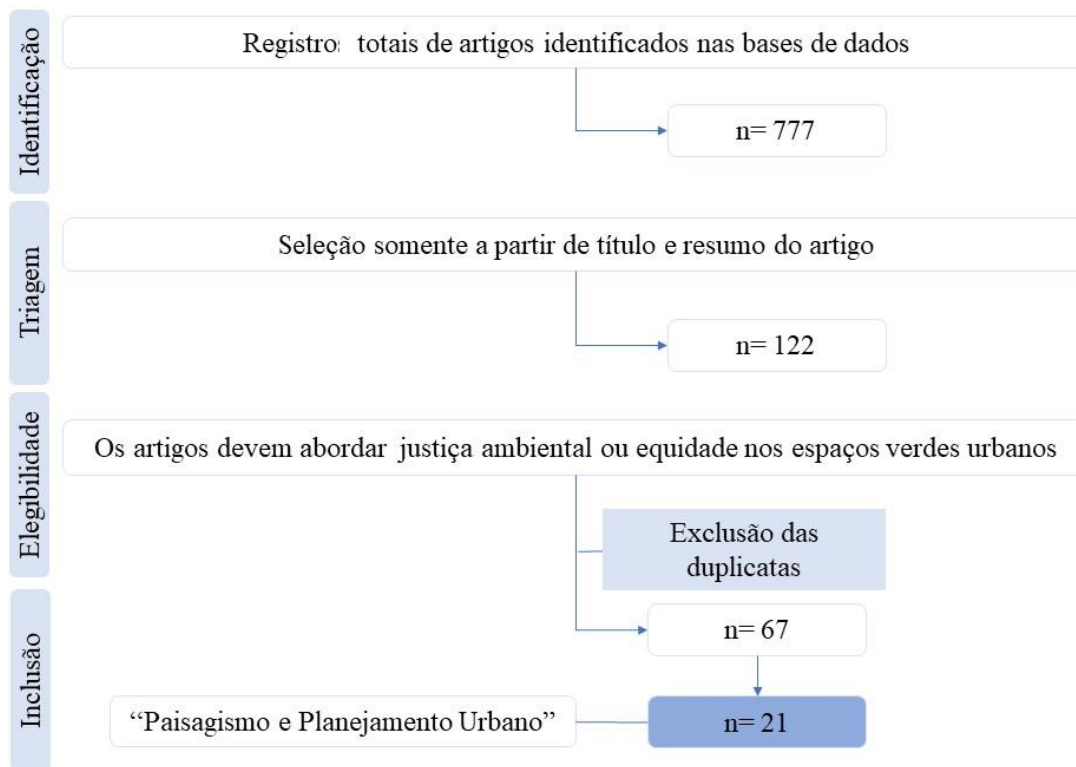 Identificação
Registros totais de artigos identificados nas bases de dados
n= 777
Triagem
Seleção somente a partir de título e resumo do artigo
n= 122
Elegibilidade
Os artigos devem abordar justiça ambiental ou equidade nos espaços verdes urbanos
Exclusão das
duplicatas
Inclusão
n= 67
“Paisagismo e Planejamento Urbano”
n= 21